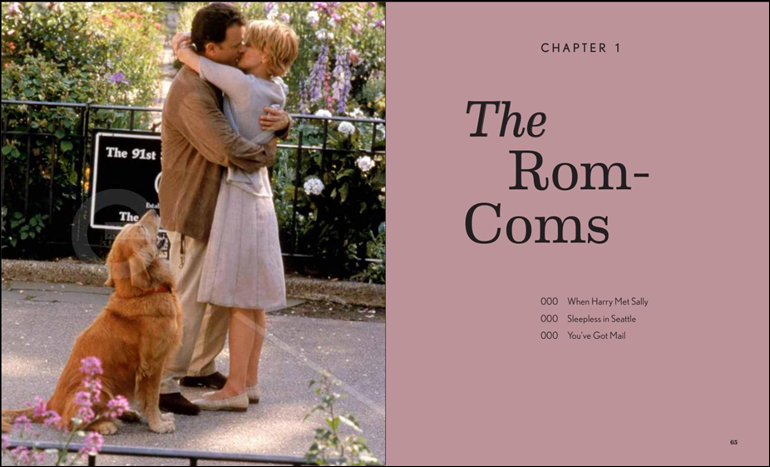 The 91st
The
CHAPTER 1
The
Rom-
Coms
000 When Harry Met Sally
000 Sleepless in Seattle
000 You've Got Mail
65